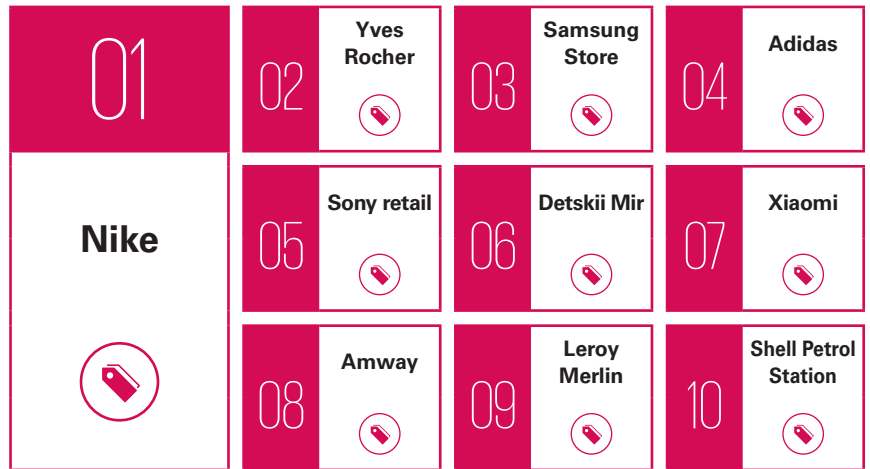 01
Nike
02
Yves
Rocher
03
Samsung
Store
04
Adidas
05
Sony retail
06
Detskii Mir
07
Xiaomi
08
Amway
09
Leroy
Merlin
10
Shell Petrol
Station